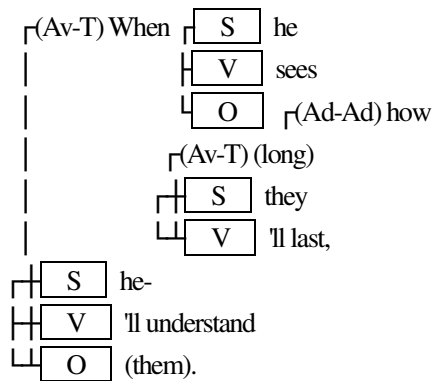 (Av-T) When S he
V sees
O (Ad-Ad) how
(Av-T) (long)
S they
V 'll last,
S he-
V 'll understand
O (them).